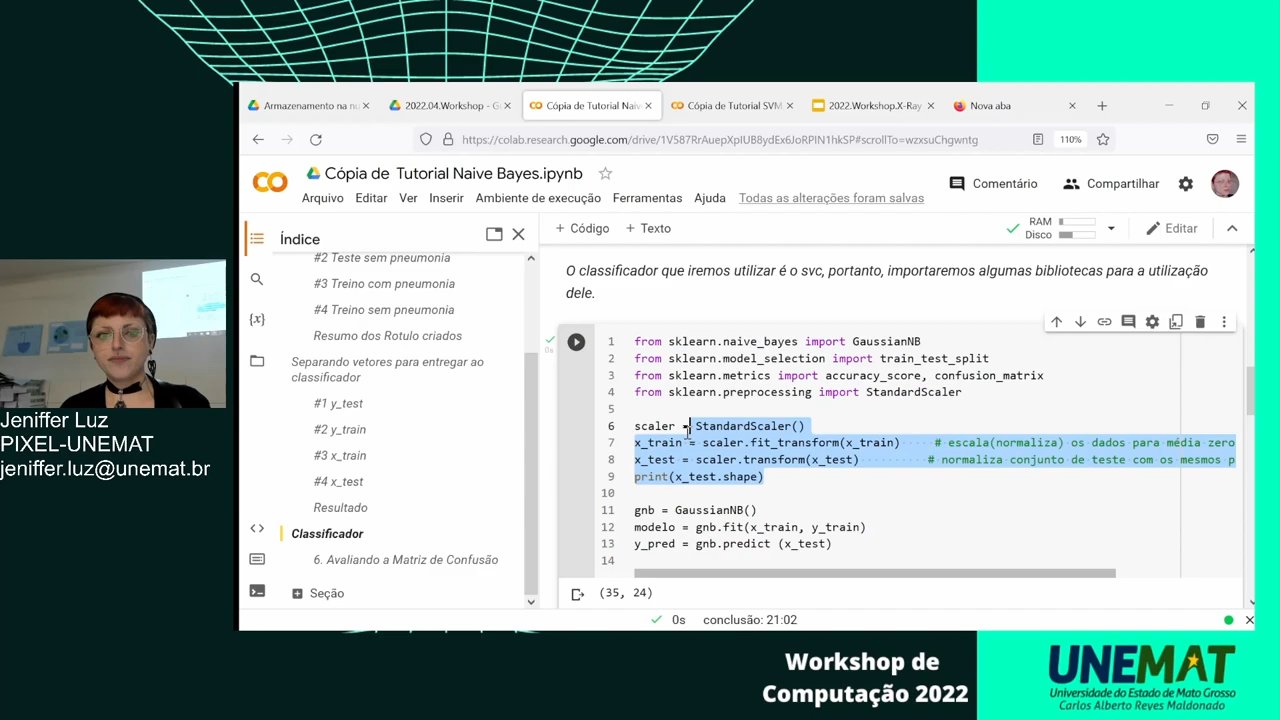 Armazenamento na nu
2022.04.Workshop - G
Cópia de Tutorial Naiv
Cópia de Tutorial SVM
2022.Workshop.X-Ray
Nova aba
https://colab.research.google.com/drive/1V587RrAuepXpIUB8ydEx6JoRPlN1hkSP#scrollTo=wzxsuChgwntg
110%
Cópia de Tutorial Naive Bayes.ipynb
Comentário
Compartilhar
Arquivo Editar Ver Inserir Ambiente de execução Ferramentas Ajuda Todas as alterações foram salvas
Índice
+ Código + Texto
RAM
Disco
Editar
#2 Teste sem pneumonia
#3 Treino com pneumonia
#4 Treino sem pneumonia
Resumo dos Rotulo criados
Separando vetores para entregar ao
classificador
#1 y_test
#2 y_train
#3 x_train
#4 x_test
Resultado
Classificador
6. Avaliando a Matriz de Confusão
Seção
O classificador que iremos utilizar é o svc, portanto, importaremos algumas bibliotecas para a utilização
dele.
1 from sklearn.naive_bayes import GaussianNB
2 from sklearn.model_selection import train_test_split
3 from sklearn.metrics import accuracy_score, confusion_matrix
4 from sklearn.preprocessing import StandardScaler
5
6 scaler = StandardScaler()
7 x_train = scaler.fit_transform(x_train) # escala(normaliza) os dados para média zero
8 x_test = scaler.transform(x_test) # normaliza conjunto de teste com os mesmos p
9 print(x_test.shape)
10
11 gnb = GaussianNB()
12 modelo = gnb.fit(x_train, y_train)
13 y_pred = gnb.predict (x_test)
14
0s
(35, 24)
0s conclusão: 21:02
Jeniffer Luz
PIXEL-UNEMAT
jeniffer.luz@unemat.br
Workshop de
Computação 2022
UNEMAT
Universidade do Estado de Mato Grosso
Carlos Alberto Reyes Maldonado